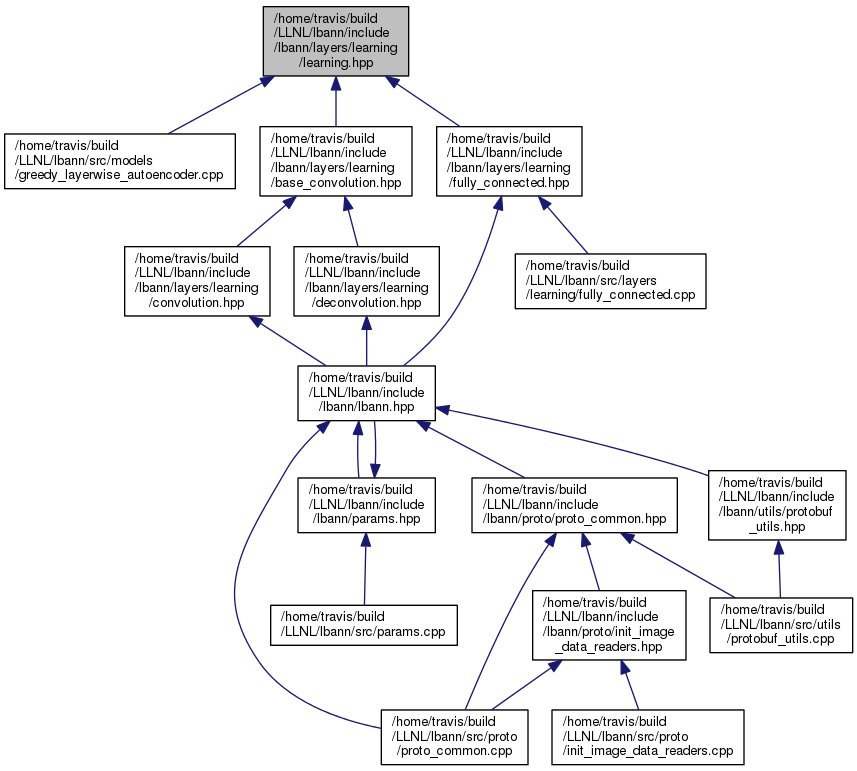 /home/travis/build
/LLNL/lbann/include
/lbann/layers/learning
/learning.hpp
/home/travis/build
/LLNL/lbann/src/models
/greedy_layerwise_autoencoder.cpp
/home/travis/build
/LLNL/lbann/include
/lbann/layers/learning
/base_convolution.hpp
/home/travis/build
/LLNL/lbann/include
/lbann/layers/learning
/fully_connected.hpp
/home/travis/build
/LLNL/lbann/include
/lbann/layers/learning
/convolution.hpp
/home/travis/build
/LLNL/lbann/include
/lbann/layers/learning
/deconvolution.hpp
/home/travis/build
/LLNL/lbann/src/layers
/learning/fully_connected.cpp
/home/travis/build
/LLNL/lbann/include
/lbann/lbann.hpp
/home/travis/build
/LLNL/lbann/include
/lbann/params.hpp
/home/travis/build
/LLNL/lbann/include
/lbann/proto/proto_common.hpp
/home/travis/build
/LLNL/lbann/include
/lbann/utils/protobuf
_utils.hpp
/home/travis/build
/LLNL/lbann/src/params.cpp
/home/travis/build
/LLNL/lbann/include
/lbann/proto/init_image
_data_readers.hpp
/home/travis/build
/LLNL/lbann/src/utils
/protobuf_utils.cpp
/home/travis/build
/LLNL/lbann/src/proto
/proto_common.cpp
/home/travis/build
/LLNL/lbann/src/proto
/init_image_data_readers.cpp